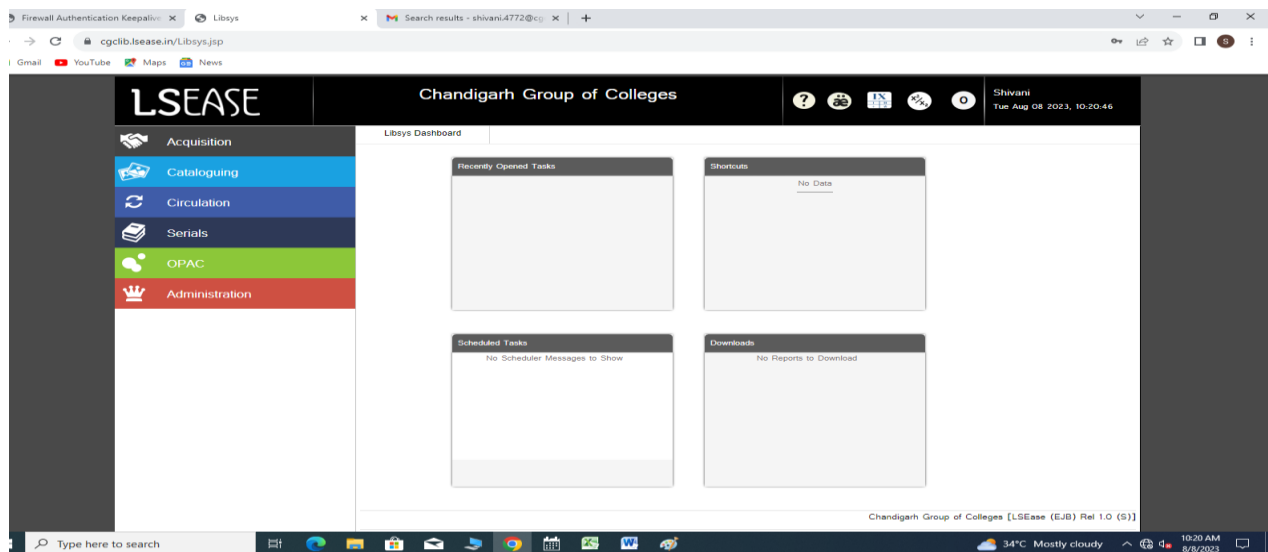 Firewall Authentication Keepaliv
Libsys
Search results - shivani.4772@cg
cgclib.lsease.in/Libsys.jsp
S
Gmail
YouTube
Maps
News
LSEASE
Chandigarh Group of Colleges
Shivani
Tue Aug 08 2023, 10:20:46
Acquisition
Cataloguing
Circulation
Serials
OPAC
Administration
Libsys Dashboard
Recently Opened Tasks
Shortcuts
No Data
Scheduled Tasks
No Scheduler Messages to Show
Downloads
No Reports to Download
Chandigarh Group of Colleges [LSEase (EJB) Rel 1.0 (S)]
Type here to search
34°C Mostly cloudy
10:20 AM
8/8/2023